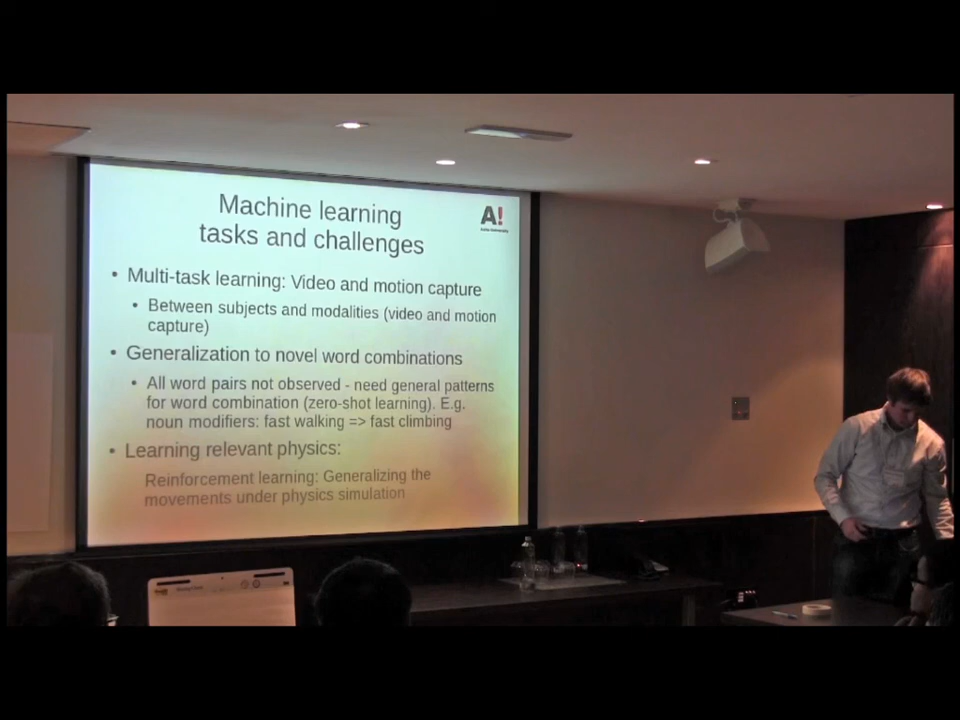 Machine learning
tasks and challenges
A!
Aalto University
• Multi-task learning: Video and motion capture
• Between subjects and modalities (video and motion
capture)
• Generalization to novel word combinations
• All word pairs not observed - need general patterns
for word combination (zero-shot learning). E.g.
noun modifiers: fast walking => fast climbing
• Learning relevant physics:
Reinforcement learning: Generalizing the
movements under physics simulation